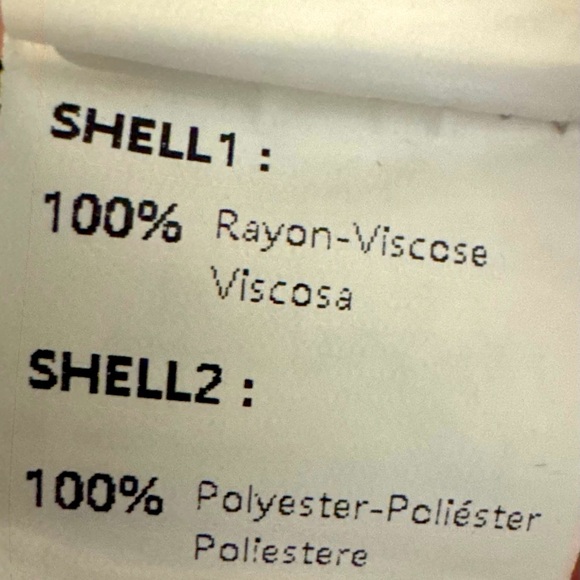 SHELL1 :
100% Rayon-Viscose
Viscosa
SHELL2 :
100% Polyester-Poliéster
Poliestere